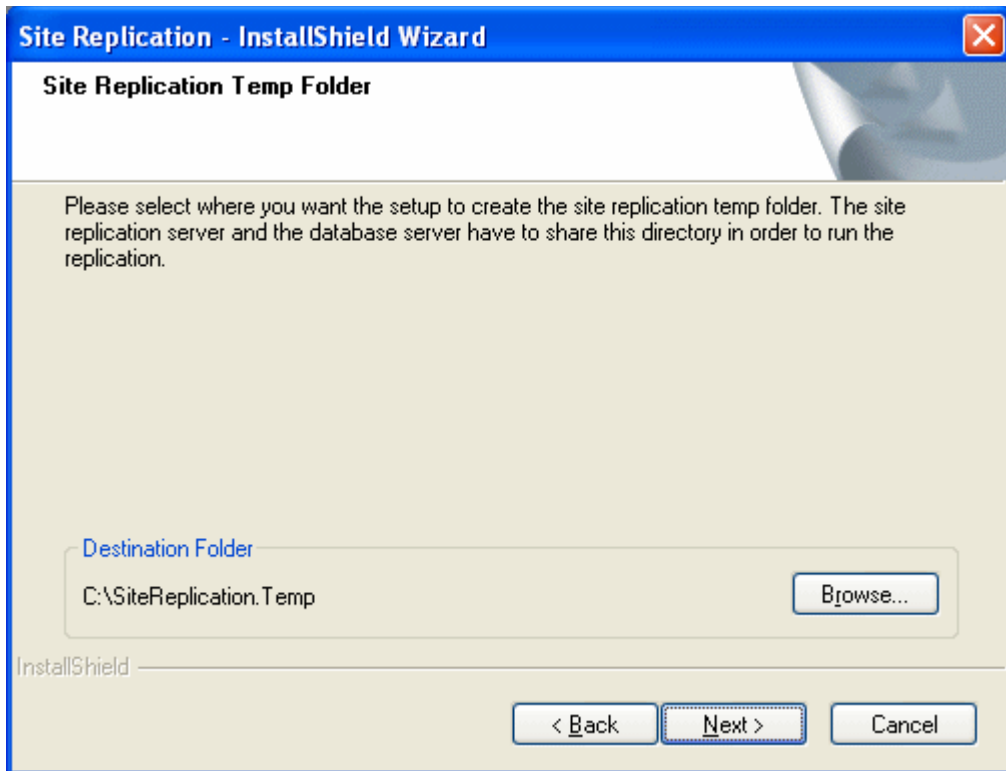 Site Replication - InstallShield Wizard
Site Replication Temp Folder
Please select where you want the setup to create the site replication temp folder. The site
replication server and the database server have to share this directory in order to run the
replication.
Destination Folder
C:\SiteReplication.Temp
Browse...
InstallShield
< Back
Next >
Cancel